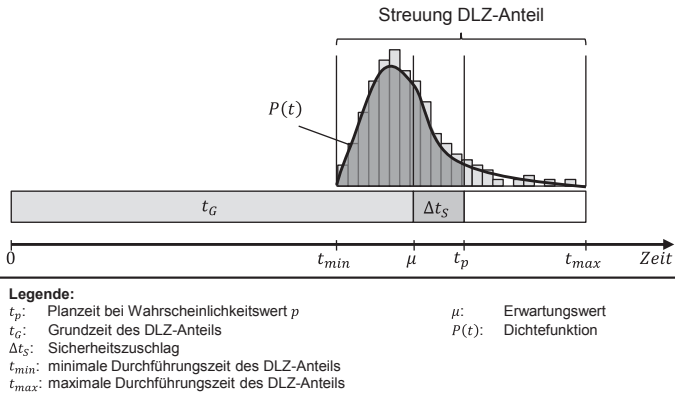 Streuung DLZ-Anteil
P(t)
t_G Δt_S
0 t_min μ t_p t_max Zeit
Legende:
t_p: Planzeit bei Wahrscheinlichkeitswert p
t_G: Grundzeit des DLZ-Anteils
Δt_S: Sicherheitszuschlag
t_min: minimale Durchführungszeit des DLZ-Anteils
t_max: maximale Durchführungszeit des DLZ-Anteils
μ: Erwartungswert
P(t): Dichtefunktion